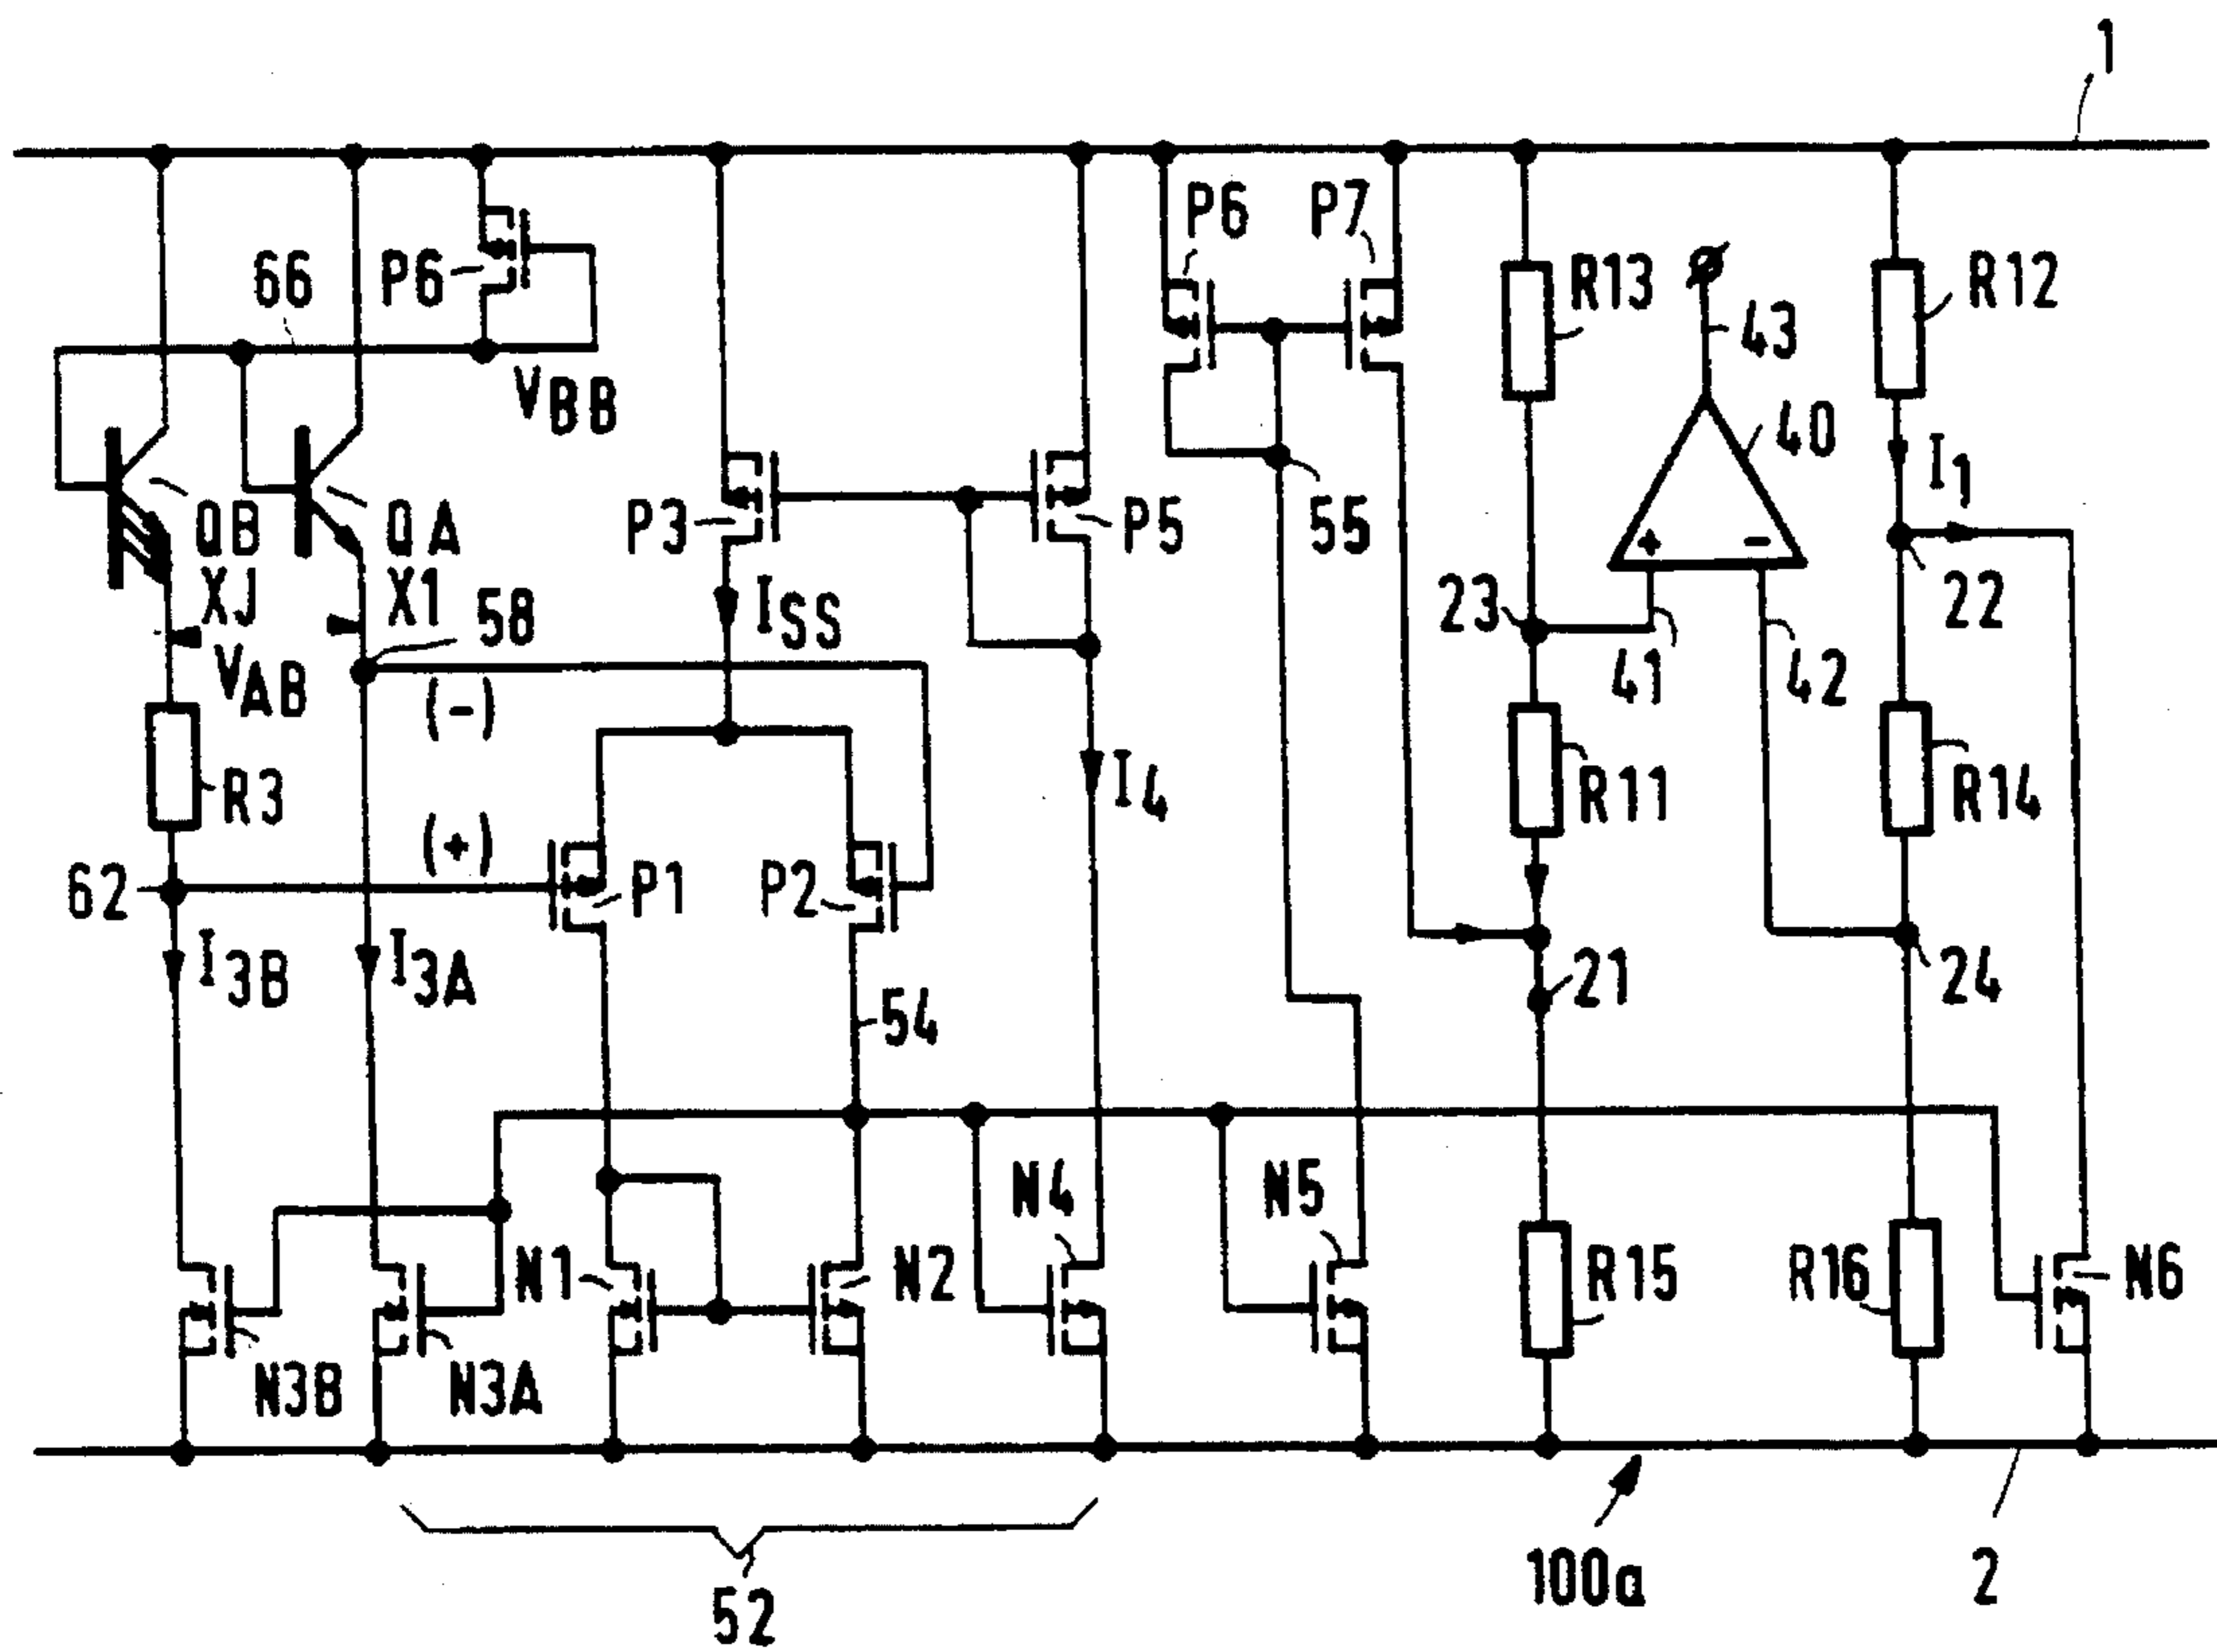 1
P6
P7
66
P6
R13
R12
43
VBB
40
I1
QB
QA
P3
P5
55
XJ
X1
58
ISS
+
-
23
22
VAB
(-)
41
42
R3
I4
R11
R14
(+)
62
P1
P2
I3B
I3A
54
21
24
N4
N5
N1
N2
R15
R16
N6
N3B
N3A
52
100a
2